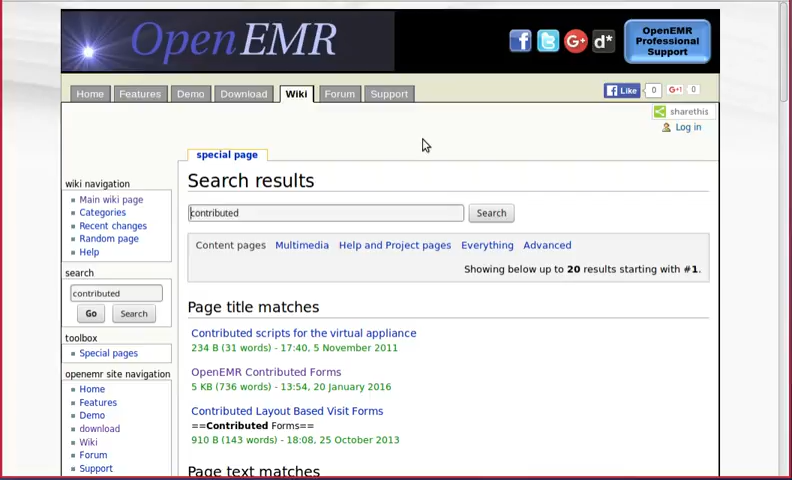 OpenEMR
OpenEMR
Professional
Support
Home
Features
Demo
Download
Wiki
Forum
Support
Like
0
G+1
0
sharethis
Log in
special page
wiki navigation
Main wiki page
Categories
Recent changes
Random page
Help
search
contributed
Go
Search
toolbox
Special pages
openemr site navigation
Home
Features
Demo
download
Wiki
Forum
Support
Search results
contributed
Search
Content pages
Multimedia
Help and Project pages
Everything
Advanced
Showing below up to 20 results starting with #1.
Page title matches
Contributed scripts for the virtual appliance
234 B (31 words) - 17:40, 5 November 2011
OpenEMR Contributed Forms
5 KB (736 words) - 13:54, 20 January 2016
Contributed Layout Based Visit Forms
==Contributed Forms==
910 B (143 words) - 18:08, 25 October 2013
Page text matches